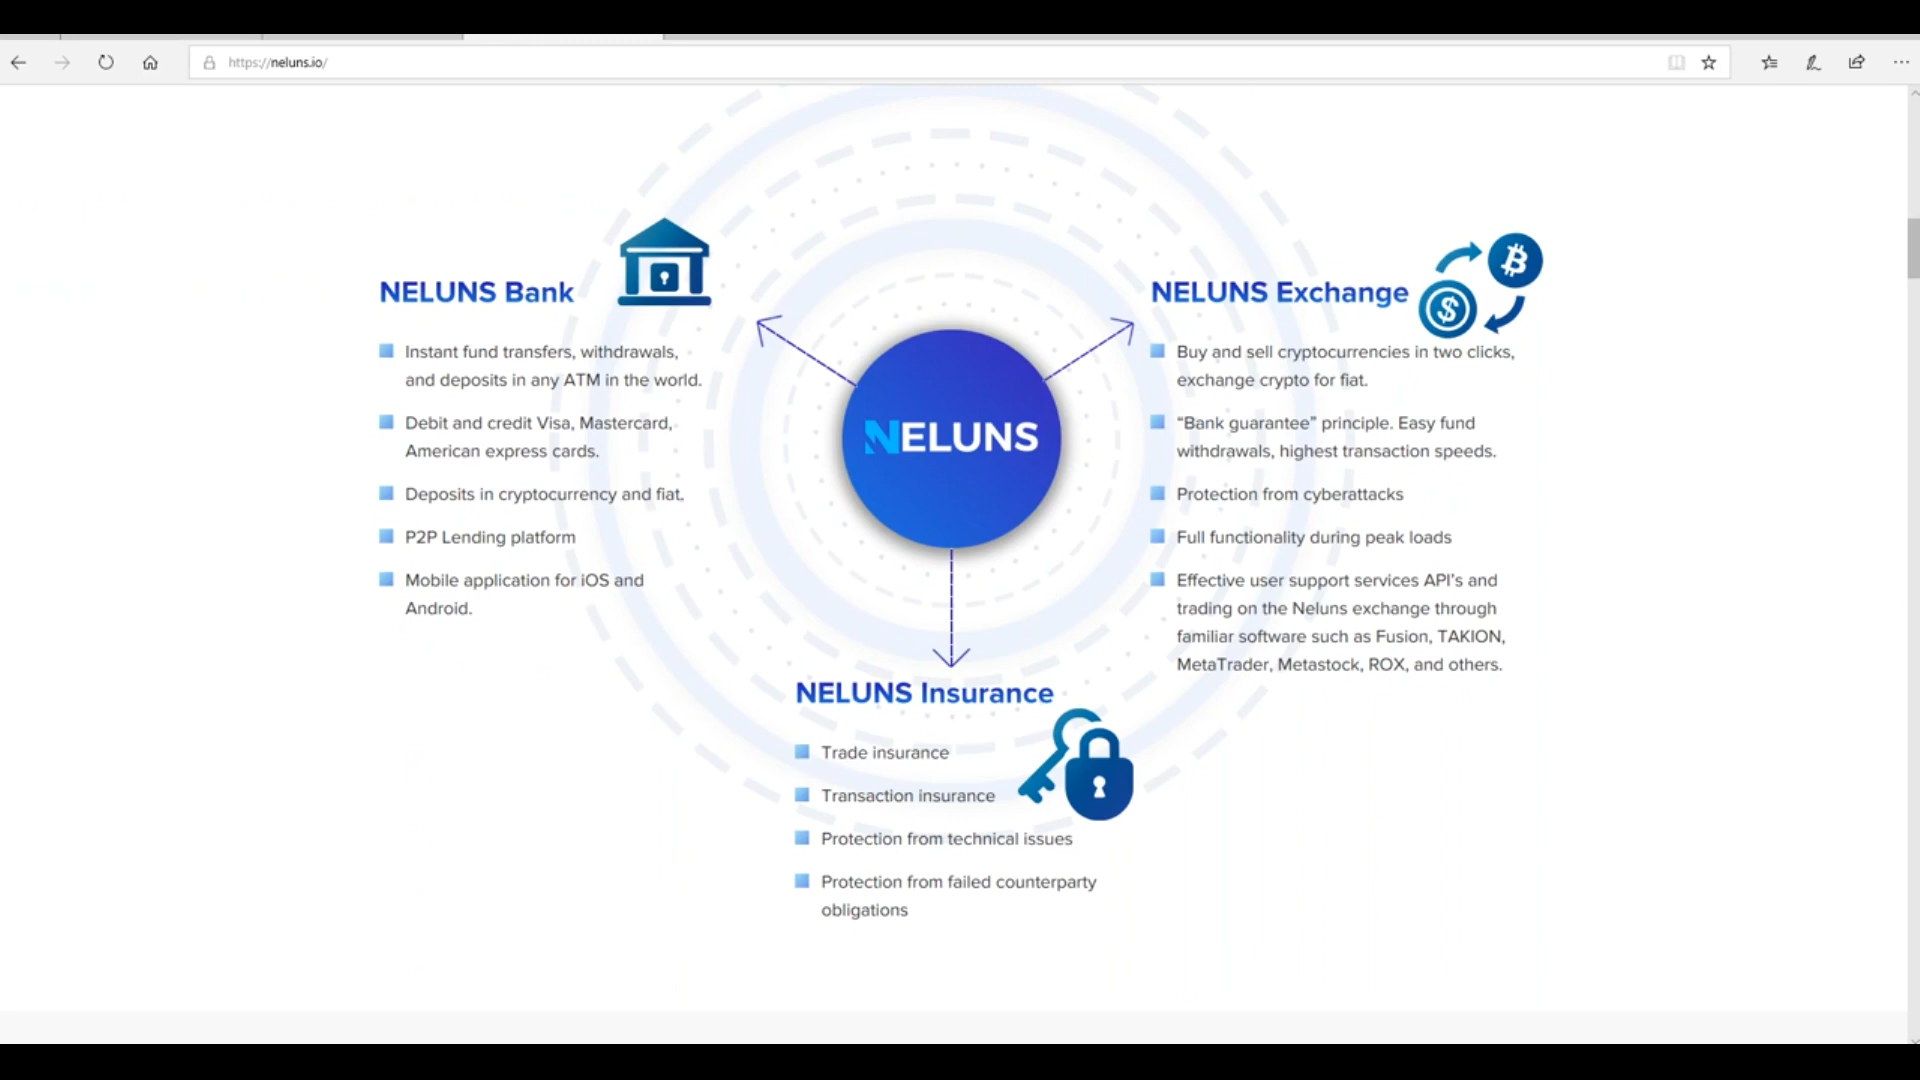 https://neluns.io/
NELUNS Bank
Instant fund transfers, withdrawals,
and deposits in any ATM in the world.
Debit and credit Visa, Mastercard,
American express cards.
Deposits in cryptocurrency and fiat.
P2P Lending platform
Mobile application for iOS and
Android.
NELUNS
NELUNS Exchange
Buy and sell cryptocurrencies in two clicks,
exchange crypto for fiat.
“Bank guarantee” principle. Easy fund
withdrawals, highest transaction speeds.
Protection from cyberattacks
Full functionality during peak loads
Effective user support services API's and
trading on the Neluns exchange through
familiar software such as Fusion, TAKION,
MetaTrader, Metastock, ROX, and others.
NELUNS Insurance
Trade insurance
Transaction insurance
Protection from technical issues
Protection from failed counterparty
obligations